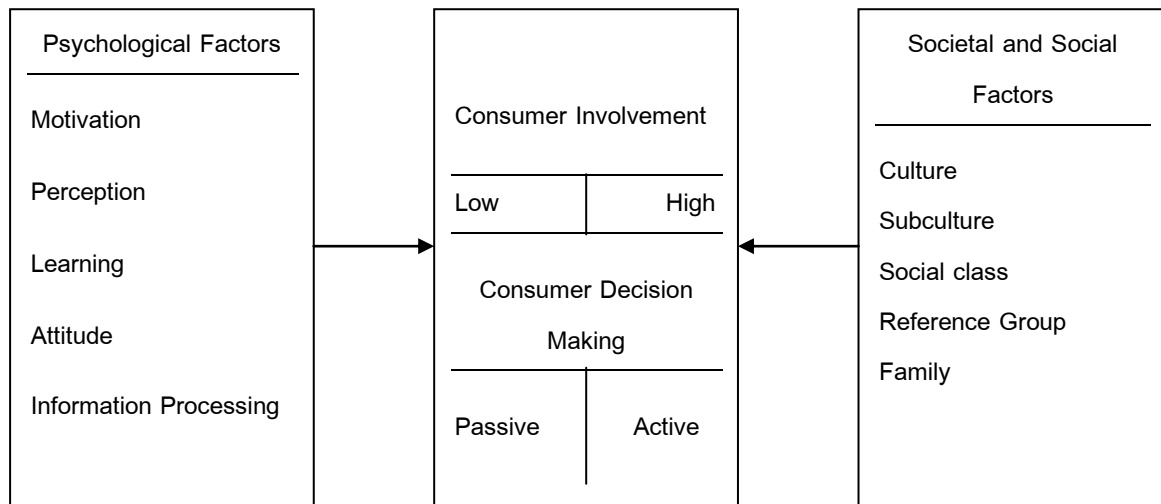 Psychological Factors
Motivation
Perception
Learning
Attitude
Information Processing
Consumer Involvement
Low High
Consumer Decision
Making
Passive Active
Societal and Social
Factors
Culture
Subculture
Social class
Reference Group
Family